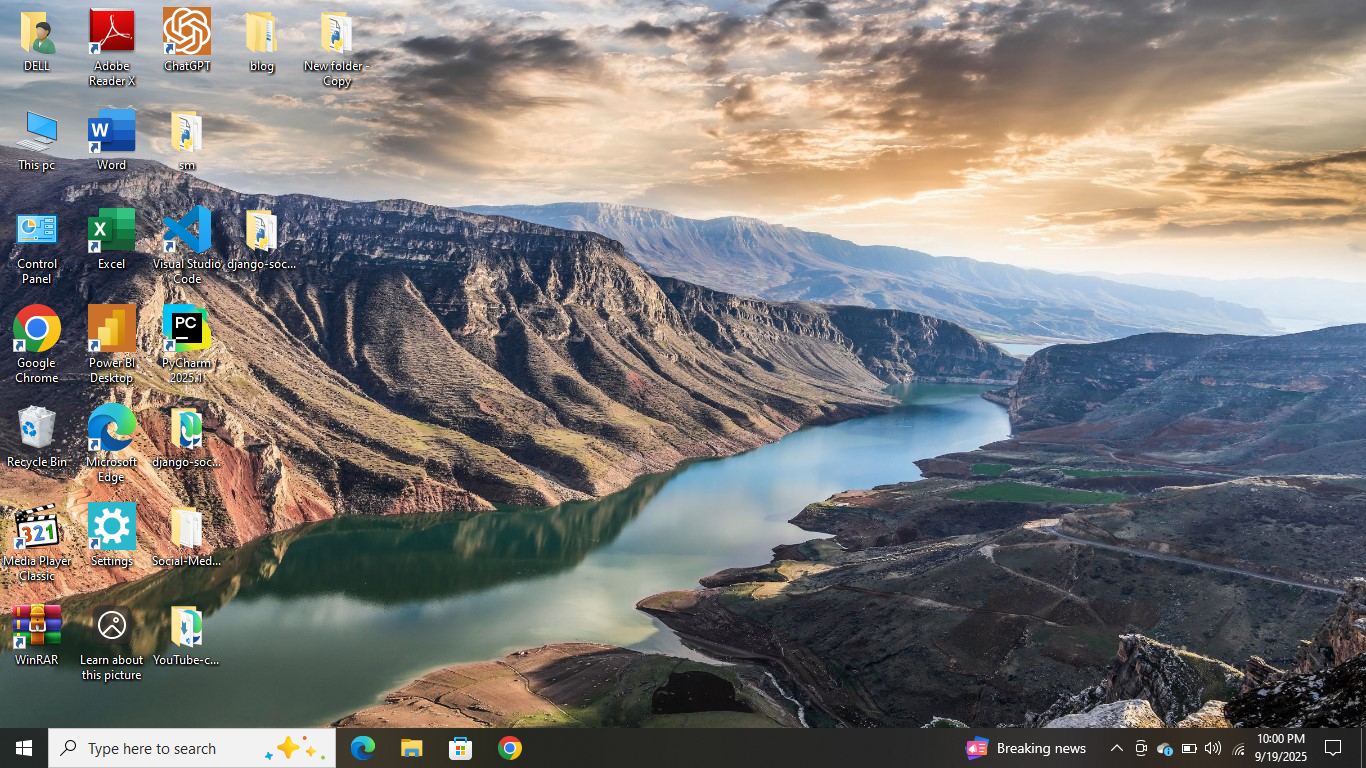 DELL
Adobe
Reader X
ChatGPT
blog
New folder -
Copy
This pc
W
Word
sm
Control
Panel
X
Excel
Visual Studio
Code
django-soc...
Google
Chrome
Power BI
Desktop
PC
PyCharm
2025.1
Recycle Bin
Microsoft
Edge
django-soc...
321
Media Player
Classic
Settings
Social-Med...
WinRAR
Learn about
this picture
YouTube-c...
Type here to search
Breaking news
10:00 PM
9/19/2025